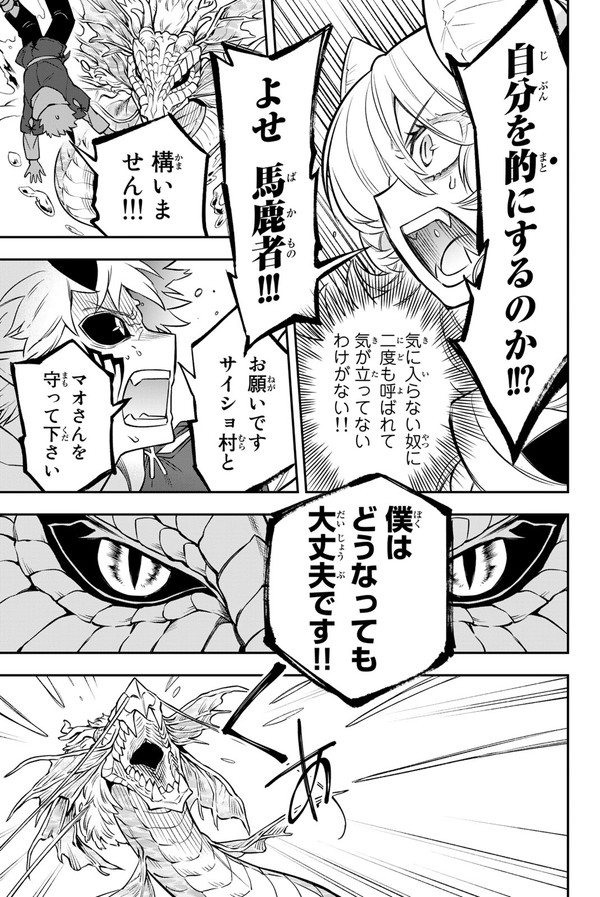 自分を的にするのか!!?
よせ 馬鹿者!!!
気に入らない奴に
二度も呼ばれて
気が立ってない
わけがない!!
構いま
せん!!!
お願いです
サイショ村と
マオさんを
守って下さい
僕は
どうなっても
大丈夫です!!
くあ